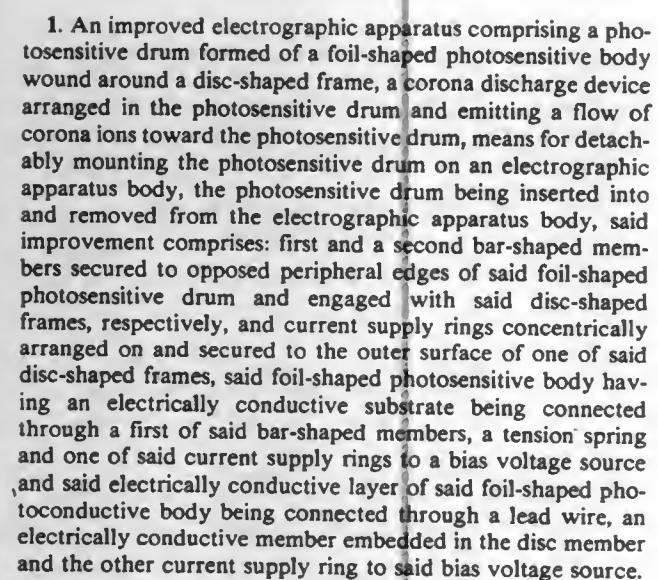 1. An improved electrographic apparatus comprising a pho-
tosensitive drum formed of a foil-shaped photosensitive body
wound around a disc-shaped frame, a corona discharge device
arranged in the photosensitive drum and emitting a flow of
corona ions toward the photosensitive drum, means for detach-
ably mounting the photosensitive drum on an electrographic
apparatus body, the photosensitive drum being inserted into
and removed from the electrographic apparatus body, said
improvement comprises: first and a second bar-shaped mem-
bers secured to opposed peripheral edges of said foil-shaped
photosensitive drum and engaged with said disc-shaped
frames, respectively, and current supply rings concentrically
arranged on and secured to the outer surface of one of said
disc-shaped frames, said foil-shaped photosensitive body hav-
ing an electrically conductive substrate being connected
through a first of said bar-shaped members, a tension spring
and one of said current supply rings to a bias voltage source
and said electrically conductive layer of said foil-shaped pho-
toconductive body being connected through a lead wire, an
electrically conductive member embedded in the disc member
and the other current supply ring to said bias voltage source.